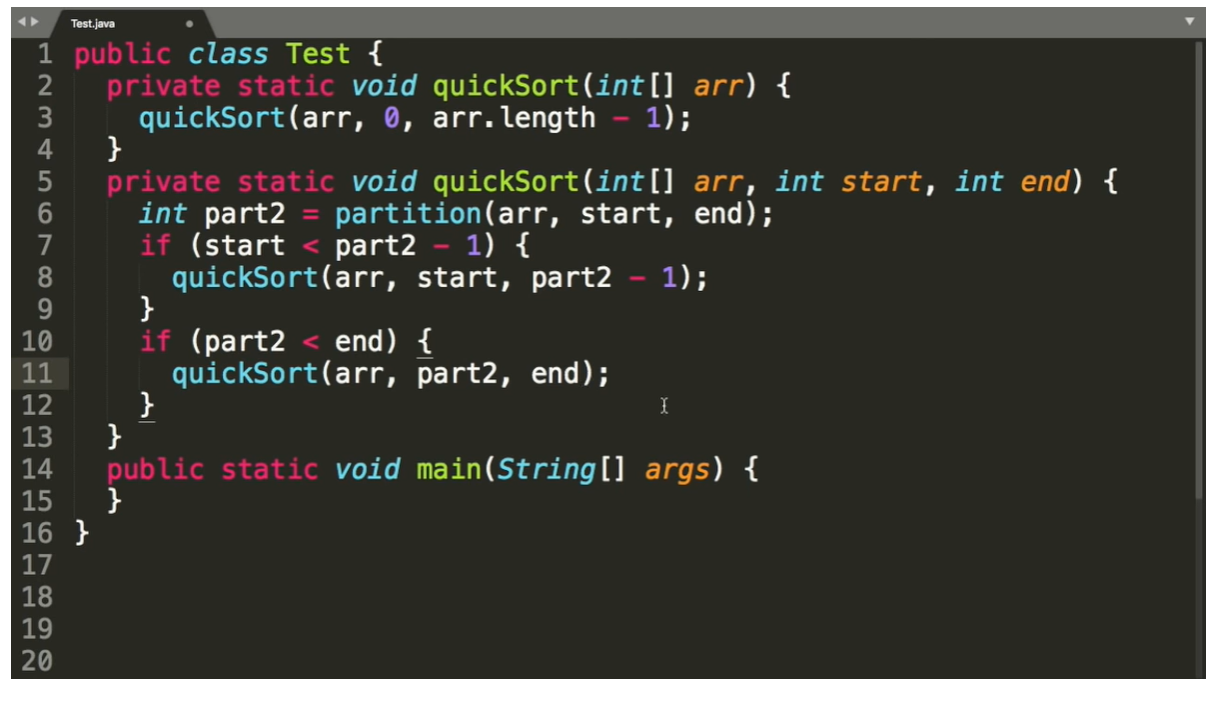 Test.java
1 public class Test {
2 private static void quickSort(int[] arr) {
3 quickSort(arr, 0, arr.length - 1);
4 }
5 private static void quickSort(int[] arr, int start, int end) {
6 int part2 = partition(arr, start, end);
7 if (start < part2 - 1) {
8 quickSort(arr, start, part2 - 1);
9 }
10 if (part2 < end) {
11 quickSort(arr, part2, end);
12 }
13 }
14 public static void main(String[] args) {
15 }
16 }
17
18
19
20